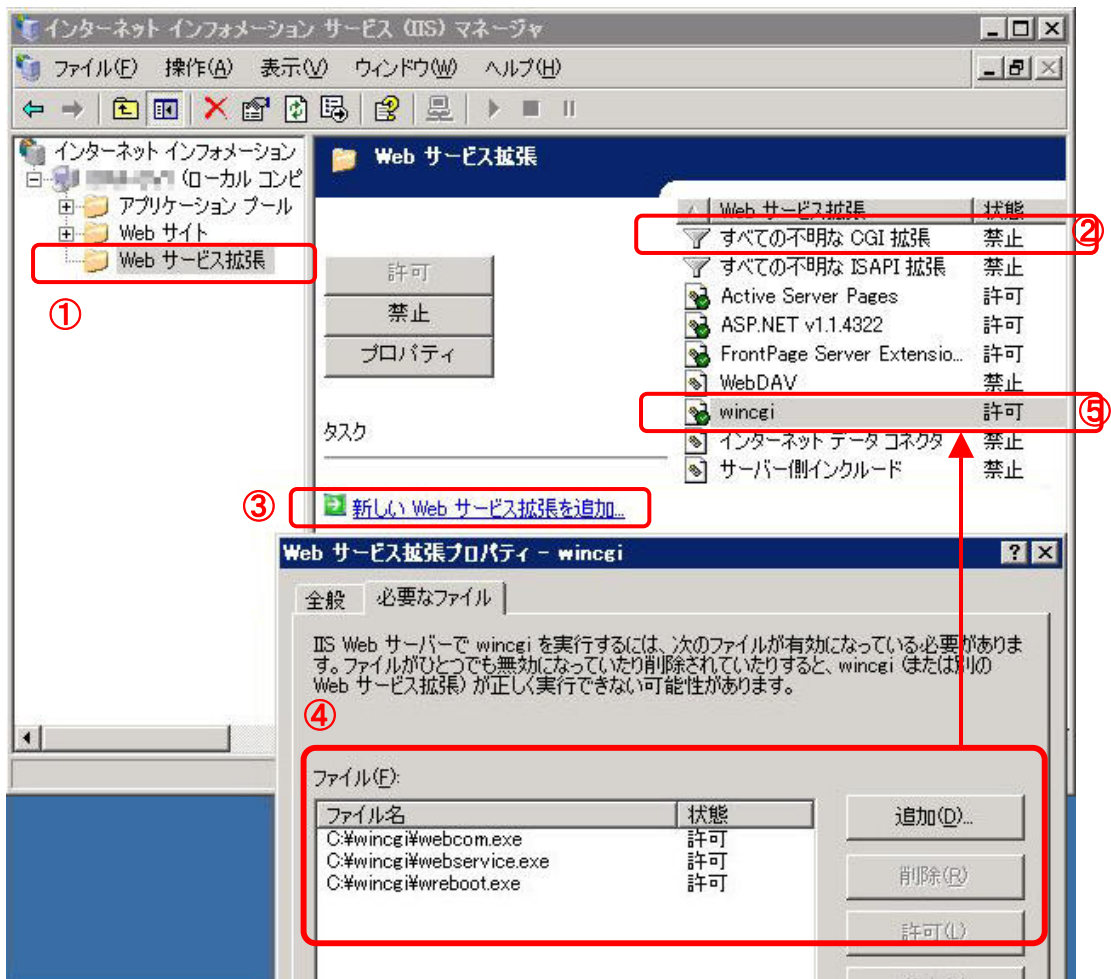 インターネット インフォメーション サービス (IIS) マネージャ
ファイル(F) 操作(A) 表示(V) ウィンドウ(W) ヘルプ(H)
インターネット インフォメーション
(ローカル コンピ
アプリケーション プール
Web サイト
Web サービス拡張
①
Web サービス拡張
許可
禁止
プロパティ
タスク
③
新しい Web サービス拡張を追加...
Web サービス拡張 状態
すべての不明な CGI 拡張 禁止
②
すべての不明な ISAPI 拡張 禁止
Active Server Pages 許可
ASP.NET v1.1.4322 許可
FrontPage Server Extensio... 許可
WebDAV 禁止
wincgi 許可
⑤
インターネット データ コネクタ 禁止
サーバー側インクルード 禁止
Web サービス拡張プロパティ - wincgi
全般 必要なファイル
IIS Web サーバーで wincgi を実行するには、次のファイルが有効になっている必要がありま
す。ファイルがひとつでも無効になっていたり削除されていたりすると、wincgi (または別の
Web サービス拡張) が正しく実行できない可能性があります。
④
ファイル(F):
ファイル名 状態
C:¥wincgi¥webcom.exe 許可
C:¥wincgi¥webservice.exe 許可
C:¥wincgi¥wreboot.exe 許可
追加(D)...
削除(R)
許可(L)